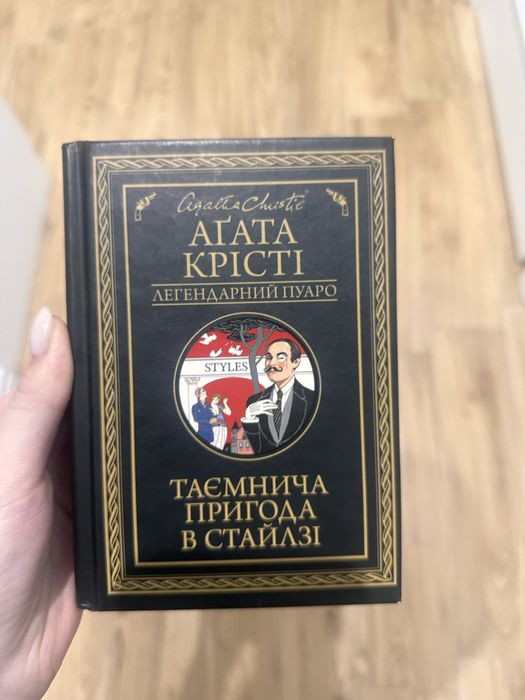 Agatha Christie®
АҐАТА
КРІСТІ
ЛЕГЕНДАРНИЙ ПУАРО
STYLES
ТАЄМНИЧА
ПРИГОДА
В СТАЙЛЗІ